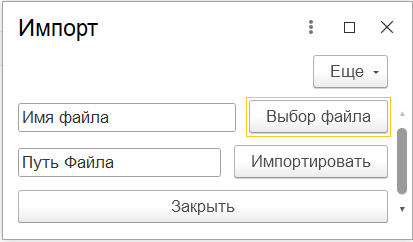 Импорт
Еще
Имя файла
Выбор файла
Путь Файла
Импортировать
Закрыть